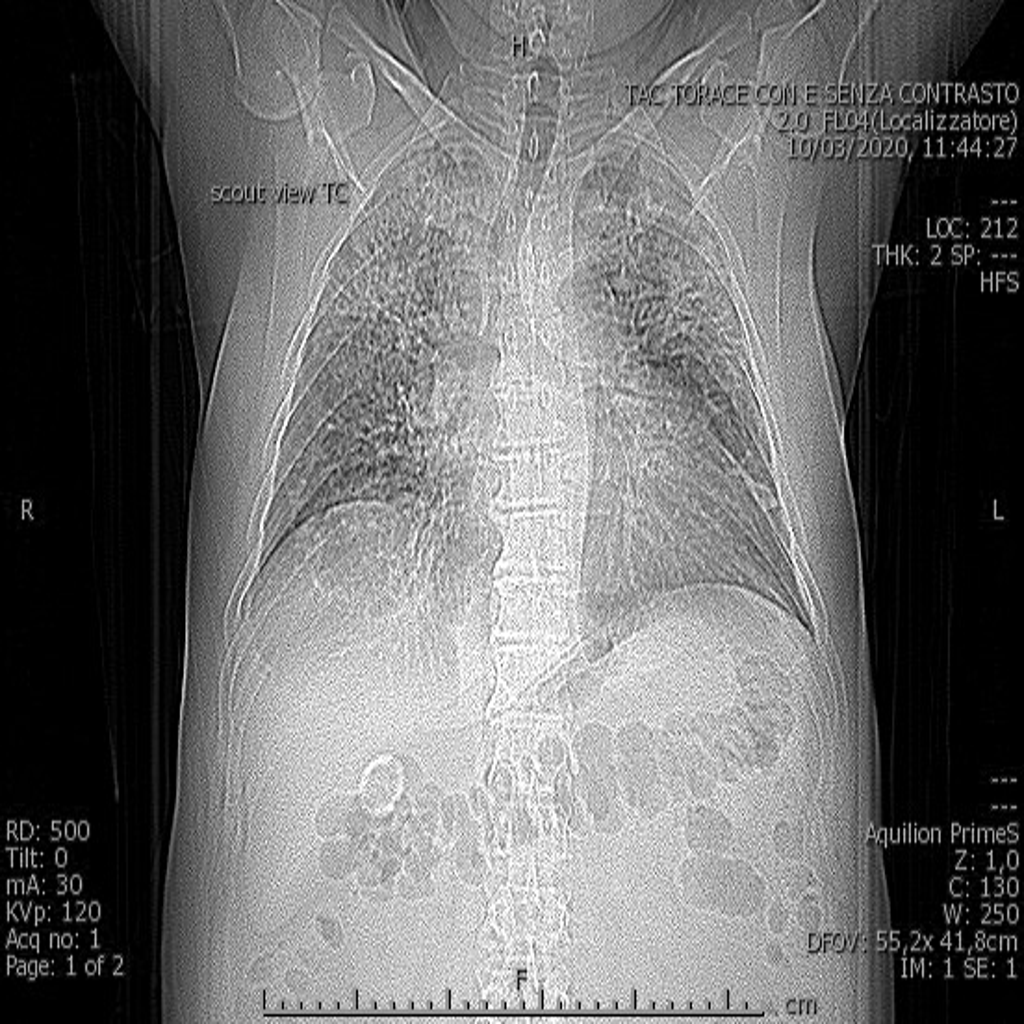 H
TAC TORACE CON E SENZA CONTRASTO
2.0 FL04(Localizzatore)
10/03/2020, 11:44:27
scout view TC
---
LOC: 212
THK: 2 SP: ---
HFS
R
L
---
---
RD: 500
Tilt: 0
mA: 30
KVp: 120
Acq no: 1
Page: 1 of 2
Aquilion PrimeS
Z: 1,0
C: 130
W: 250
DFOV: 55,2x 41,8cm
IM: 1 SE: 1
F
cm